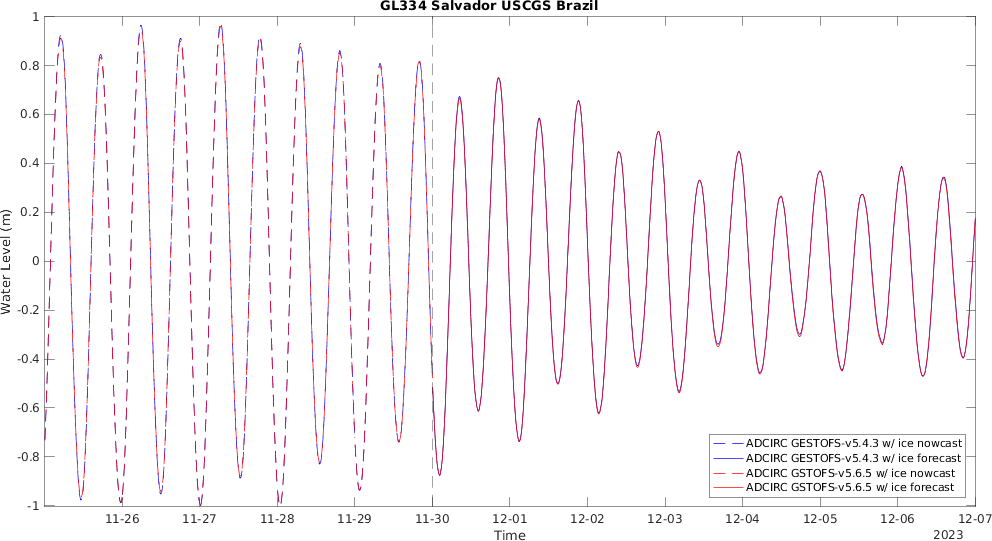 GL334 Salvador USCGS Brazil
Water Level (m)
1
0.8
0.6
0.4
0.2
0
-0.2
-0.4
-0.6
-0.8
-1
ADCIRC GESTOFS-v5.4.3 w/ ice nowcast
ADCIRC GESTOFS-v5.4.3 w/ ice forecast
ADCIRC GSTOFS-v5.6.5 w/ ice nowcast
ADCIRC GSTOFS-v5.6.5 w/ ice forecast
11-26 11-27 11-28 11-29 11-30 12-01 12-02 12-03 12-04 12-05 12-06 12-07
Time
2023